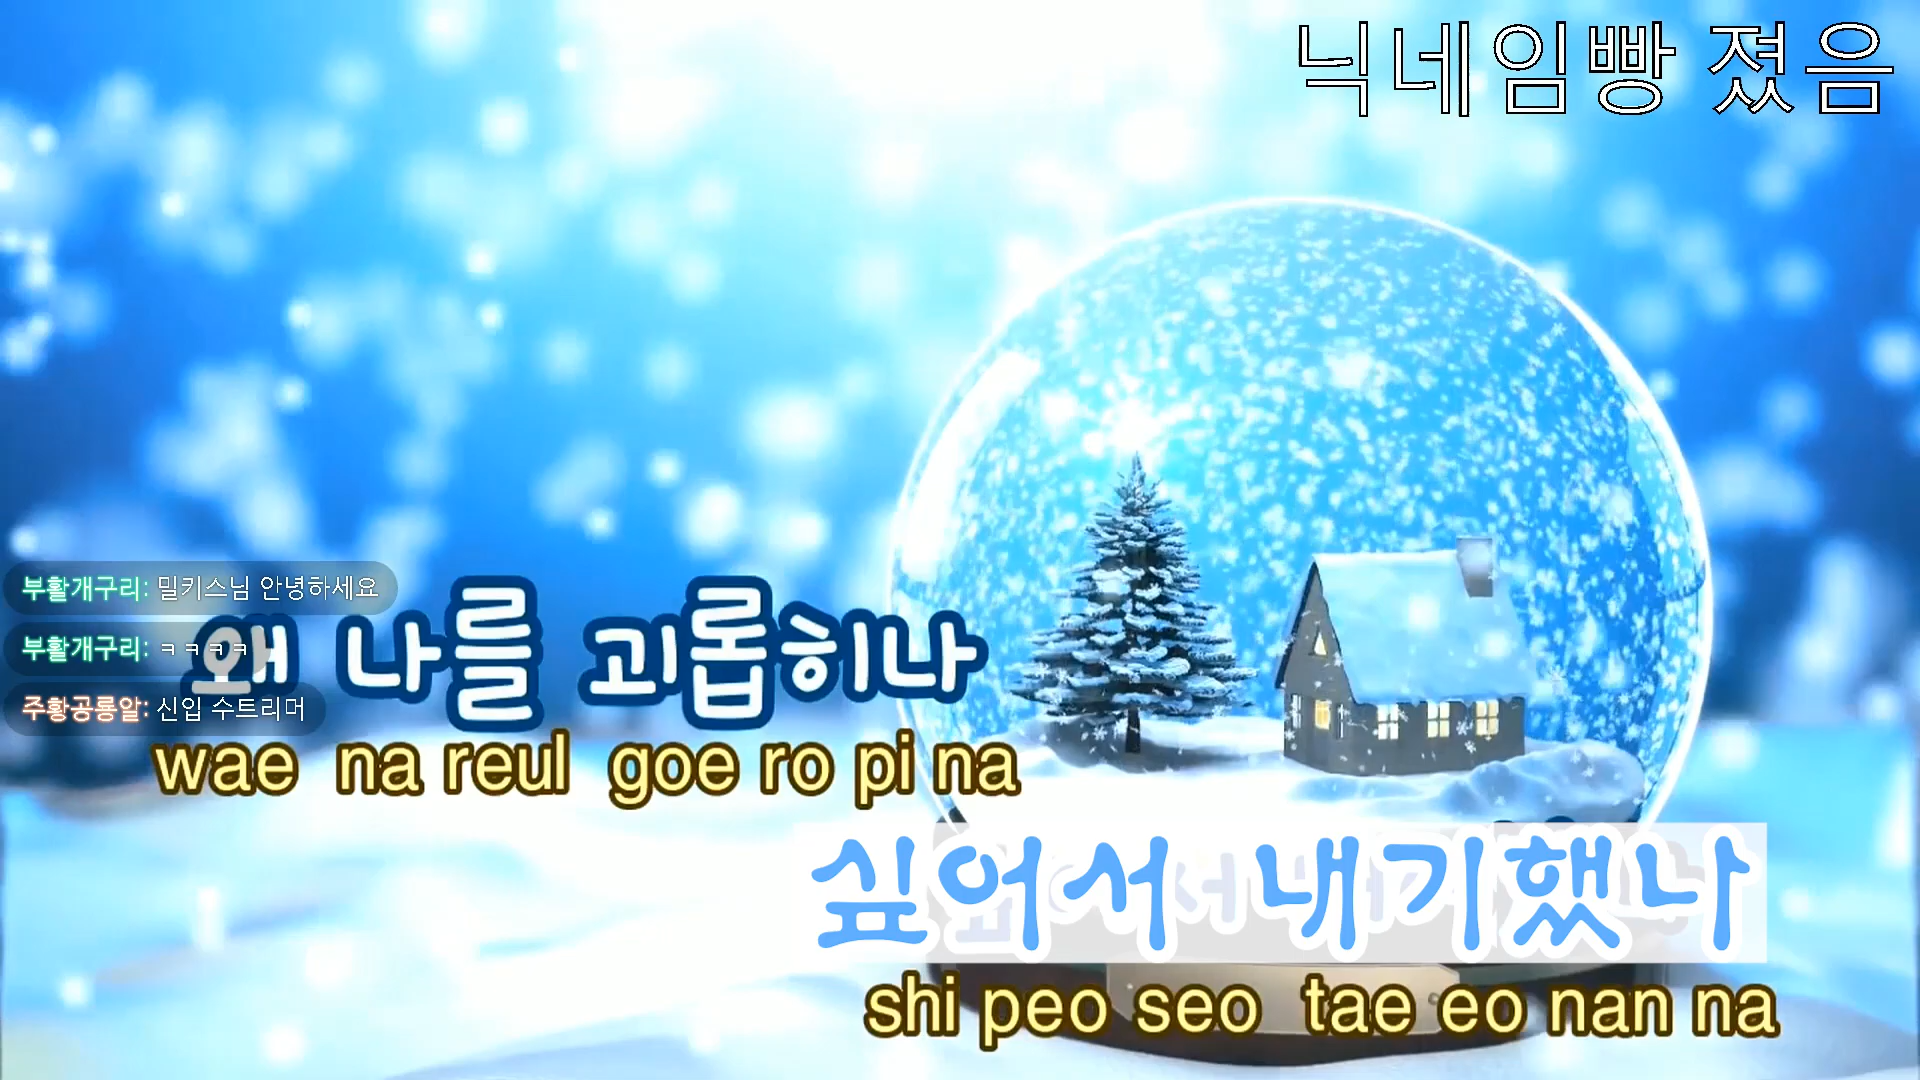 닉네임빵 졌음
부활개구리: 밀키스님 안녕하세요
부활개구리: ㅋㅋㅋㅋ
주황공룡알: 신입 수트리머
왜 나를 괴롭히나
wae na reul goe ro pi na
싶어서 내기했나
shi peo seo tae eo nan na